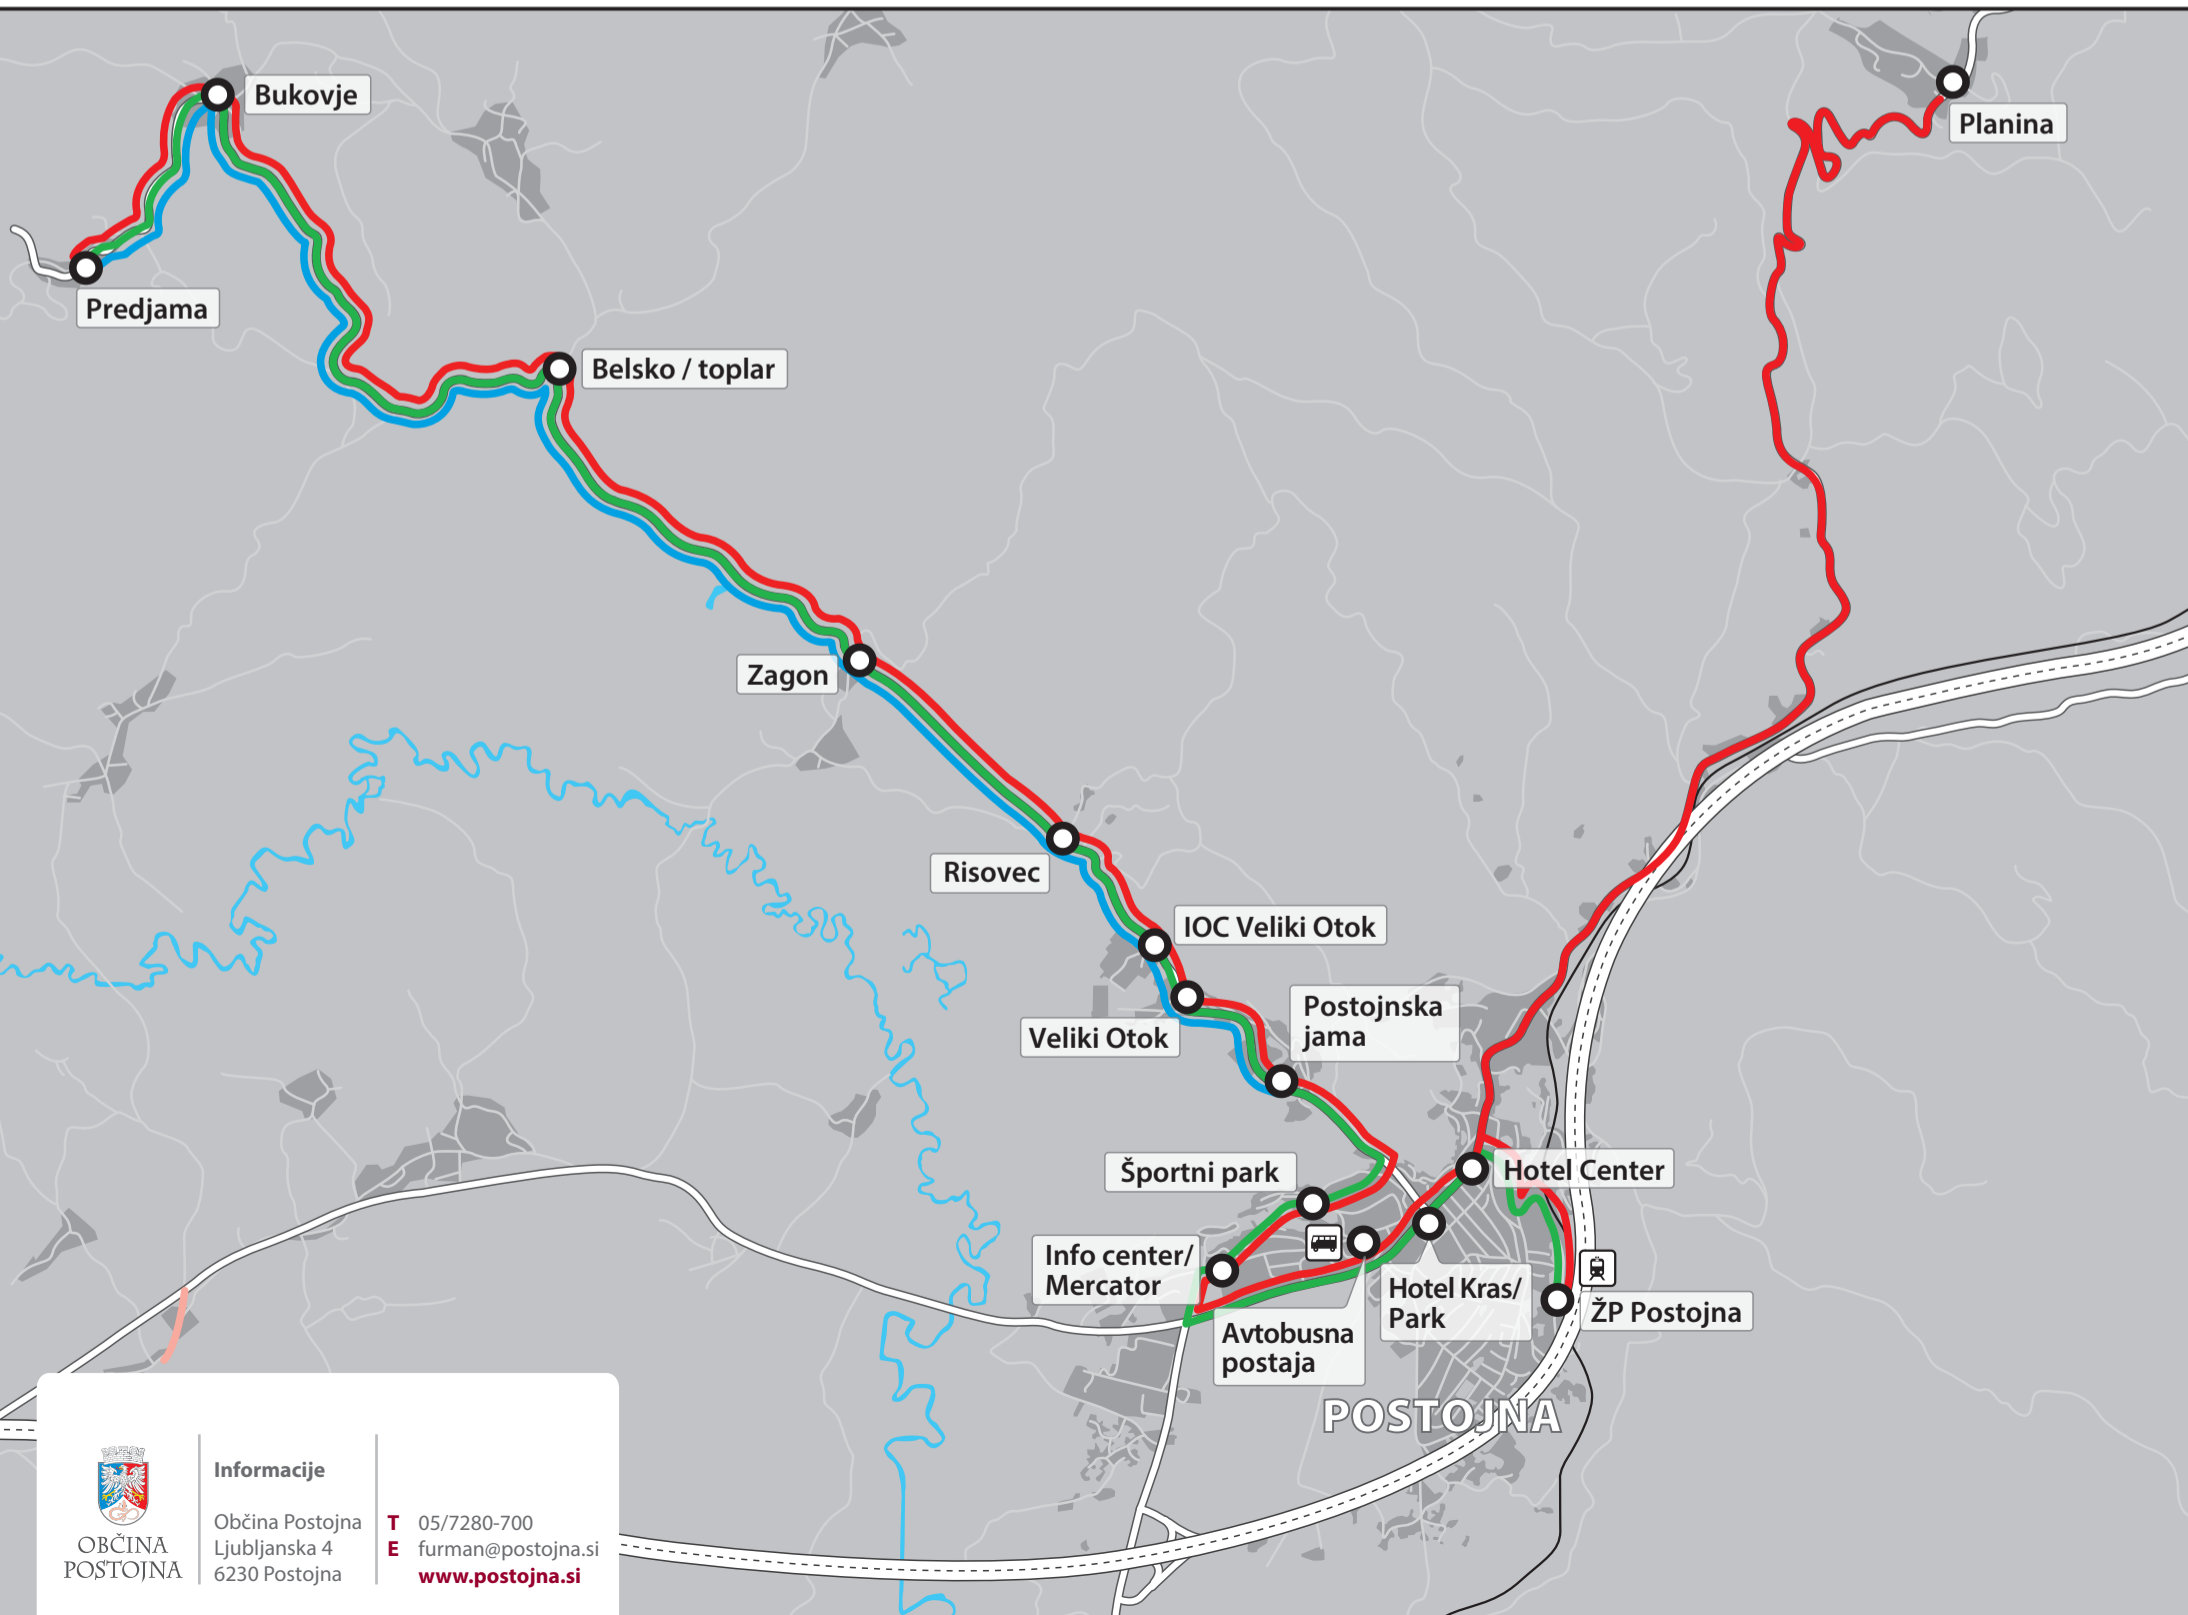 Bukovje
Planina
Predjama
Belsko / toplar
Zagon
Risovec
IOC Veliki Otok
Veliki Otok
Postojnska
jama
Športni park
Hotel Center
Info center/
Mercator
Hotel Kras/
Park
ŽP Postojna
Avtobusna
postaja
POSTOJNA
OBČINA
POSTOJNA
Informacije
Občina Postojna
Ljubljanska 4
6230 Postojna
T 05/7280-700
E furman@postojna.si
www.postojna.si